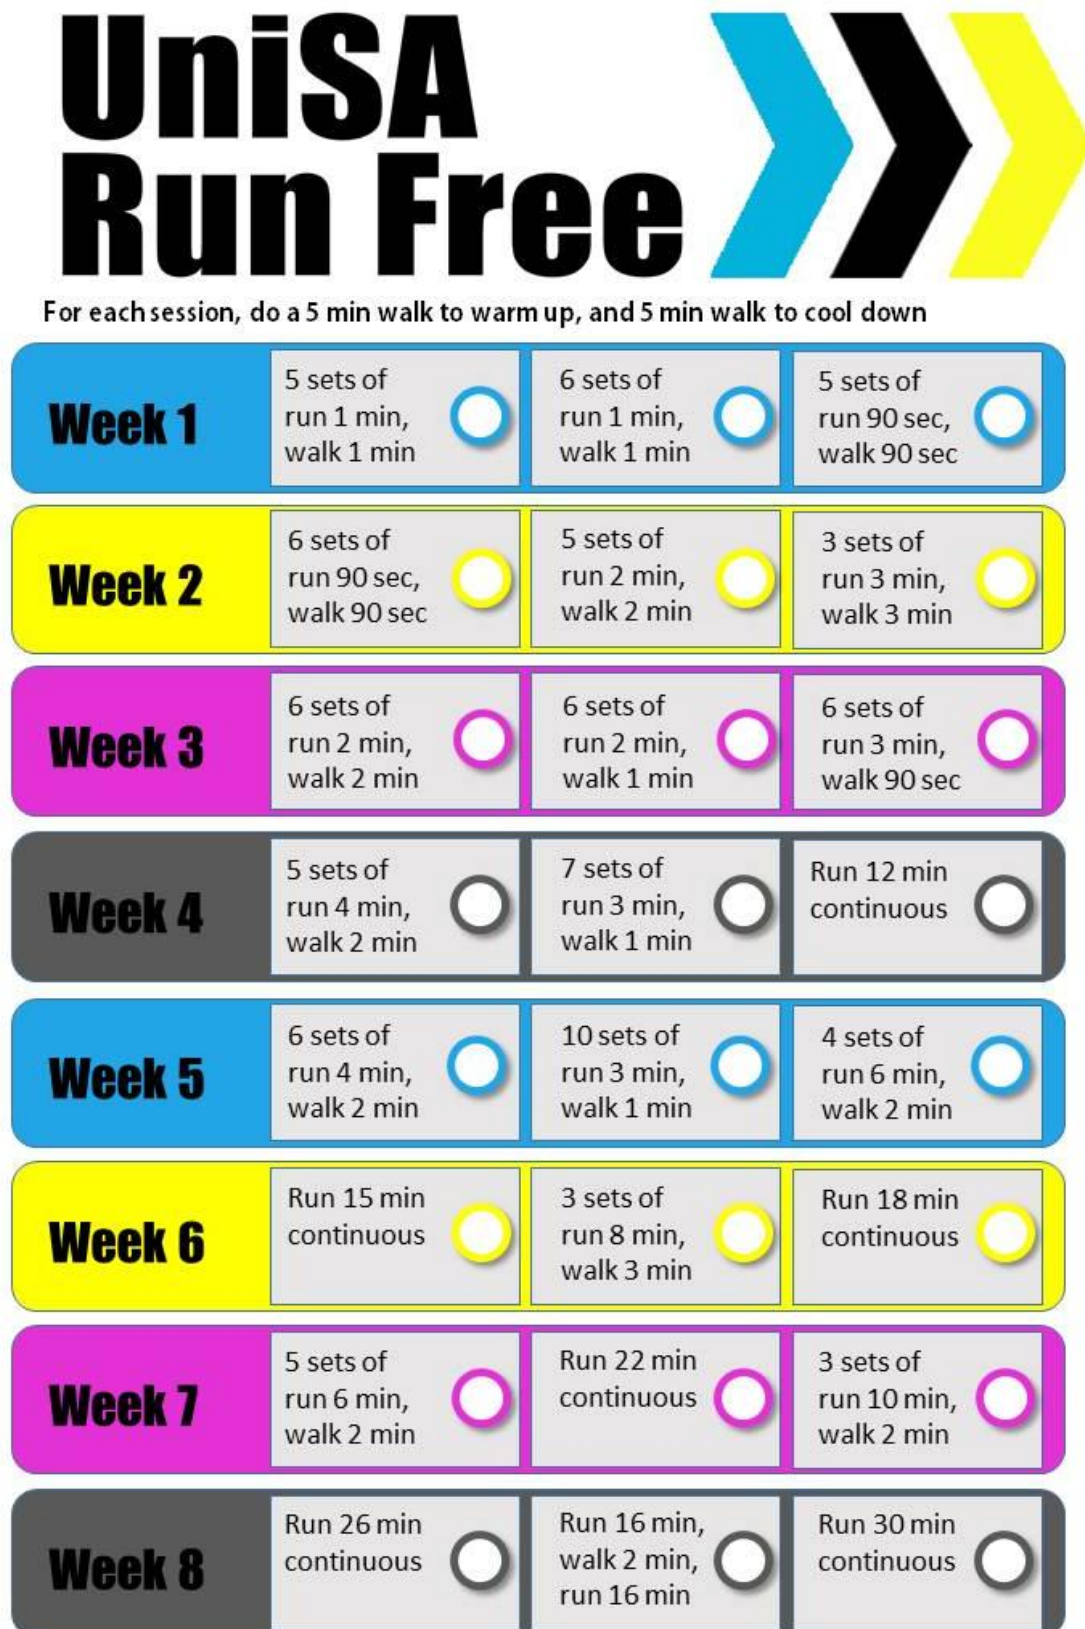 UniSA
Run Free
For each session, do a 5 min walk to warm up, and 5 min walk to cool down
Week 1
5 sets of
run 1 min,
walk 1 min
6 sets of
run 1 min,
walk 1 min
5 sets of
run 90 sec,
walk 90 sec
Week 2
6 sets of
run 90 sec,
walk 90 sec
5 sets of
run 2 min,
walk 2 min
3 sets of
run 3 min,
walk 3 min
Week 3
6 sets of
run 2 min,
walk 2 min
6 sets of
run 2 min,
walk 1 min
6 sets of
run 3 min,
walk 90 sec
Week 4
5 sets of
run 4 min,
walk 2 min
7 sets of
run 3 min,
walk 1 min
Run 12 min
continuous
Week 5
6 sets of
run 4 min,
walk 2 min
10 sets of
run 3 min,
walk 1 min
4 sets of
run 6 min,
walk 2 min
Week 6
Run 15 min
continuous
3 sets of
run 8 min,
walk 3 min
Run 18 min
continuous
Week 7
5 sets of
run 6 min,
walk 2 min
Run 22 min
continuous
3 sets of
run 10 min,
walk 2 min
Week 8
Run 26 min
continuous
Run 16 min,
walk 2 min,
run 16 min
Run 30 min
continuous